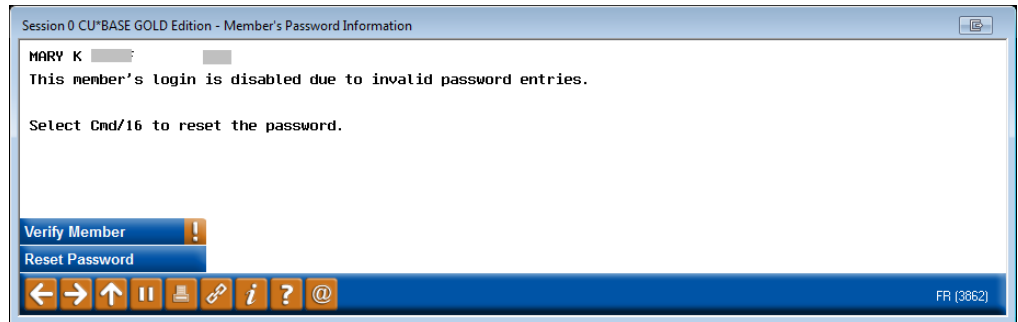 Session 0 CU*BASE GOLD Edition - Member's Password Information
MARY K
This member's login is disabled due to invalid password entries.
Select Cmd/16 to reset the password.
Verify Member !
Reset Password
i ? @
FR (3862)